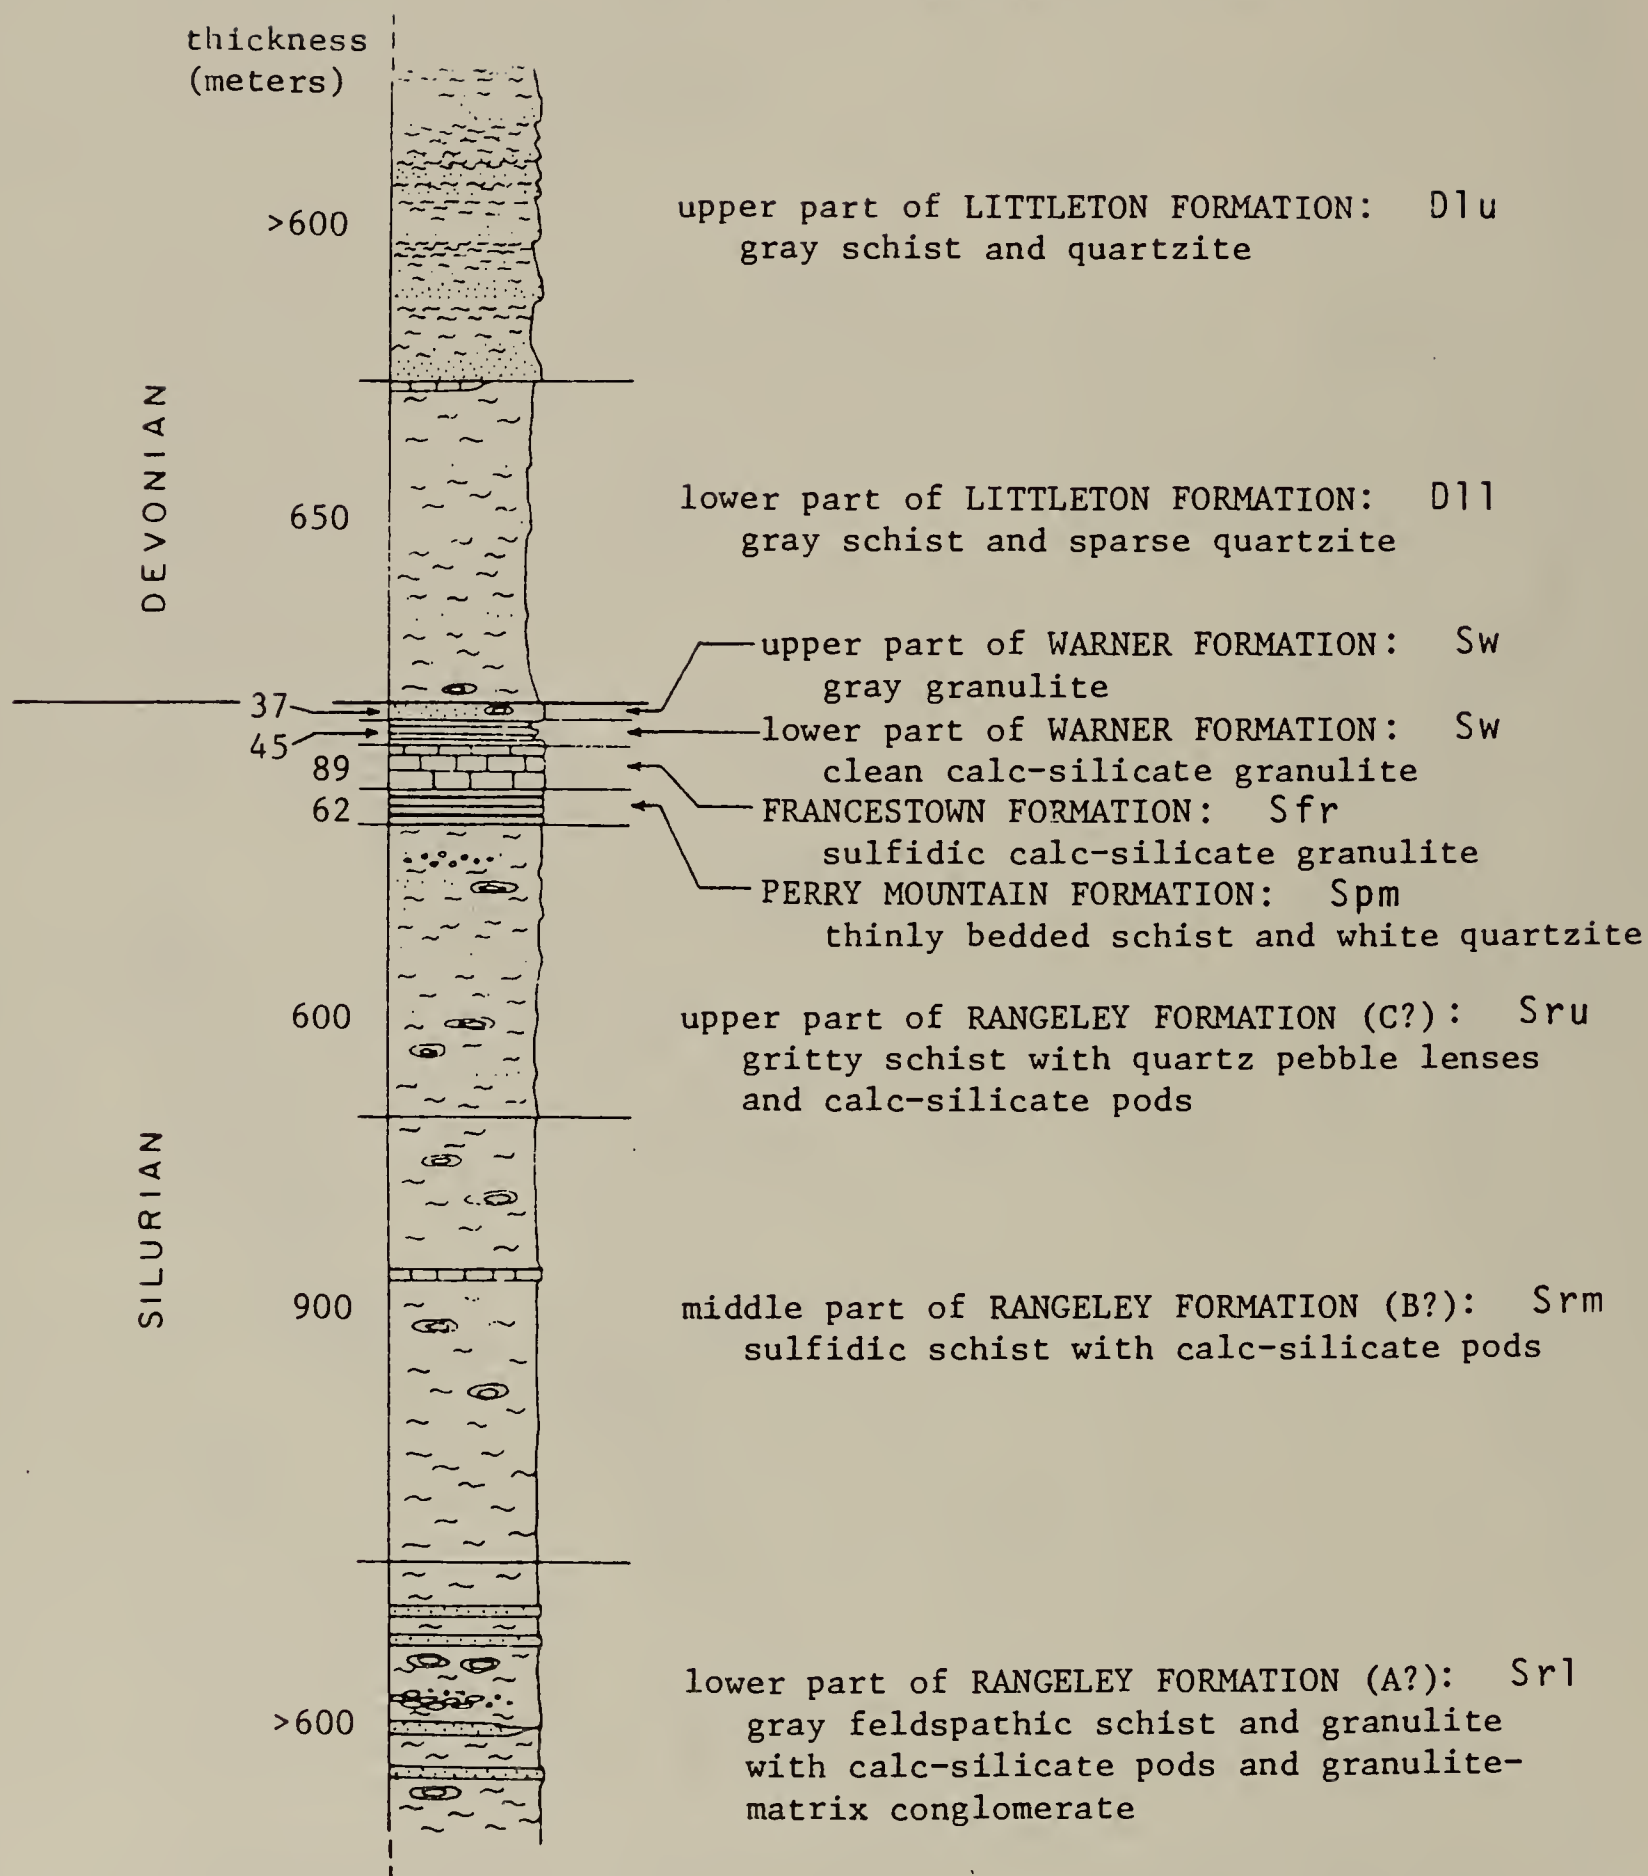 thickness
(meters)
>600
upper part of LITTLETON FORMATION: Dlu
gray schist and quartzite
DEVONIAN
650
lower part of LITTLETON FORMATION: Dll
gray schist and sparse quartzite
37
upper part of WARNER FORMATION: Sw
gray granulite
45
lower part of WARNER FORMATION: Sw
clean calc-silicate granulite
89
FRANCESTOWN FORMATION: Sfr
sulfidic calc-silicate granulite
62
PERRY MOUNTAIN FORMATION: Spm
thinly bedded schist and white quartzite
600
upper part of RANGELEY FORMATION (C?): Sru
gritty schist with quartz pebble lenses
and calc-silicate pods
SILURIAN
900
middle part of RANGELEY FORMATION (B?): Srm
sulfidic schist with calc-silicate pods
>600
lower part of RANGELEY FORMATION (A?): Srl
gray feldspathic schist and granulite
with calc-silicate pods and granulite-
matrix conglomerate